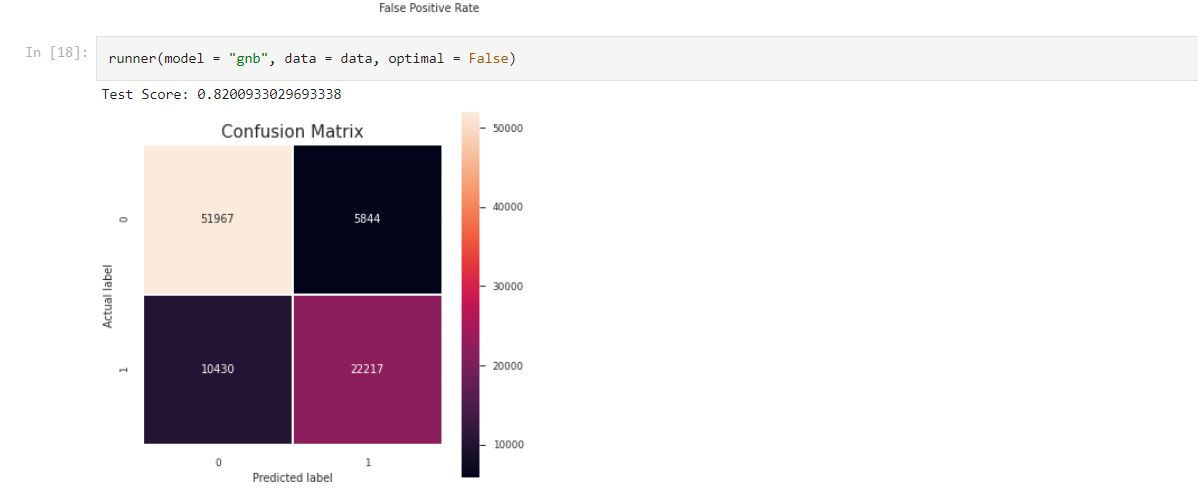 False Positive Rate
In [18]: runner(model = "gnb", data = data, optimal = False)
Test Score: 0.8200933029693338
Confusion Matrix
50000
51967 5844
0
40000
30000
Actual label
10430 22217
1
20000
10000
0 1
Predicted label